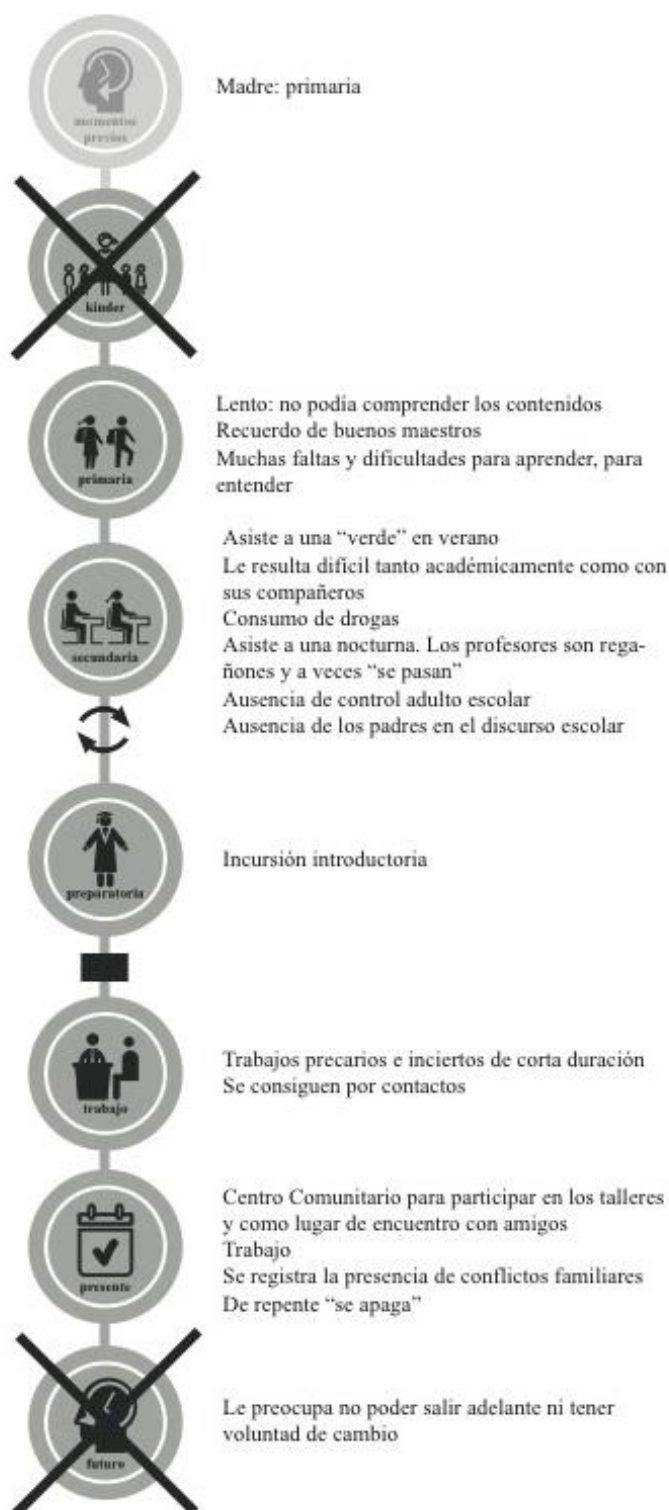 momentos
previos
Madre: primaria
kinder
primaria
Lento: no podía comprender los contenidos
Recuerdo de buenos maestros
Muchas faltas y dificultades para aprender, para
entender
secundaria
Asiste a una “verde” en verano
Le resulta difícil tanto académicamente como con
sus compañeros
Consumo de drogas
Asiste a una nocturna. Los profesores son rega-
ñones y a veces “se pasan”
Ausencia de control adulto escolar
Ausencia de los padres en el discurso escolar
preparatoria
Incursión introductoria
trabajo
Trabajos precarios e inciertos de corta duración
Se consiguen por contactos
presente
Centro Comunitario para participar en los talleres
y como lugar de encuentro con amigos
Trabajo
Se registra la presencia de conflictos familiares
De repente “se apaga”
futuro
Le preocupa no poder salir adelante ni tener
voluntad de cambio